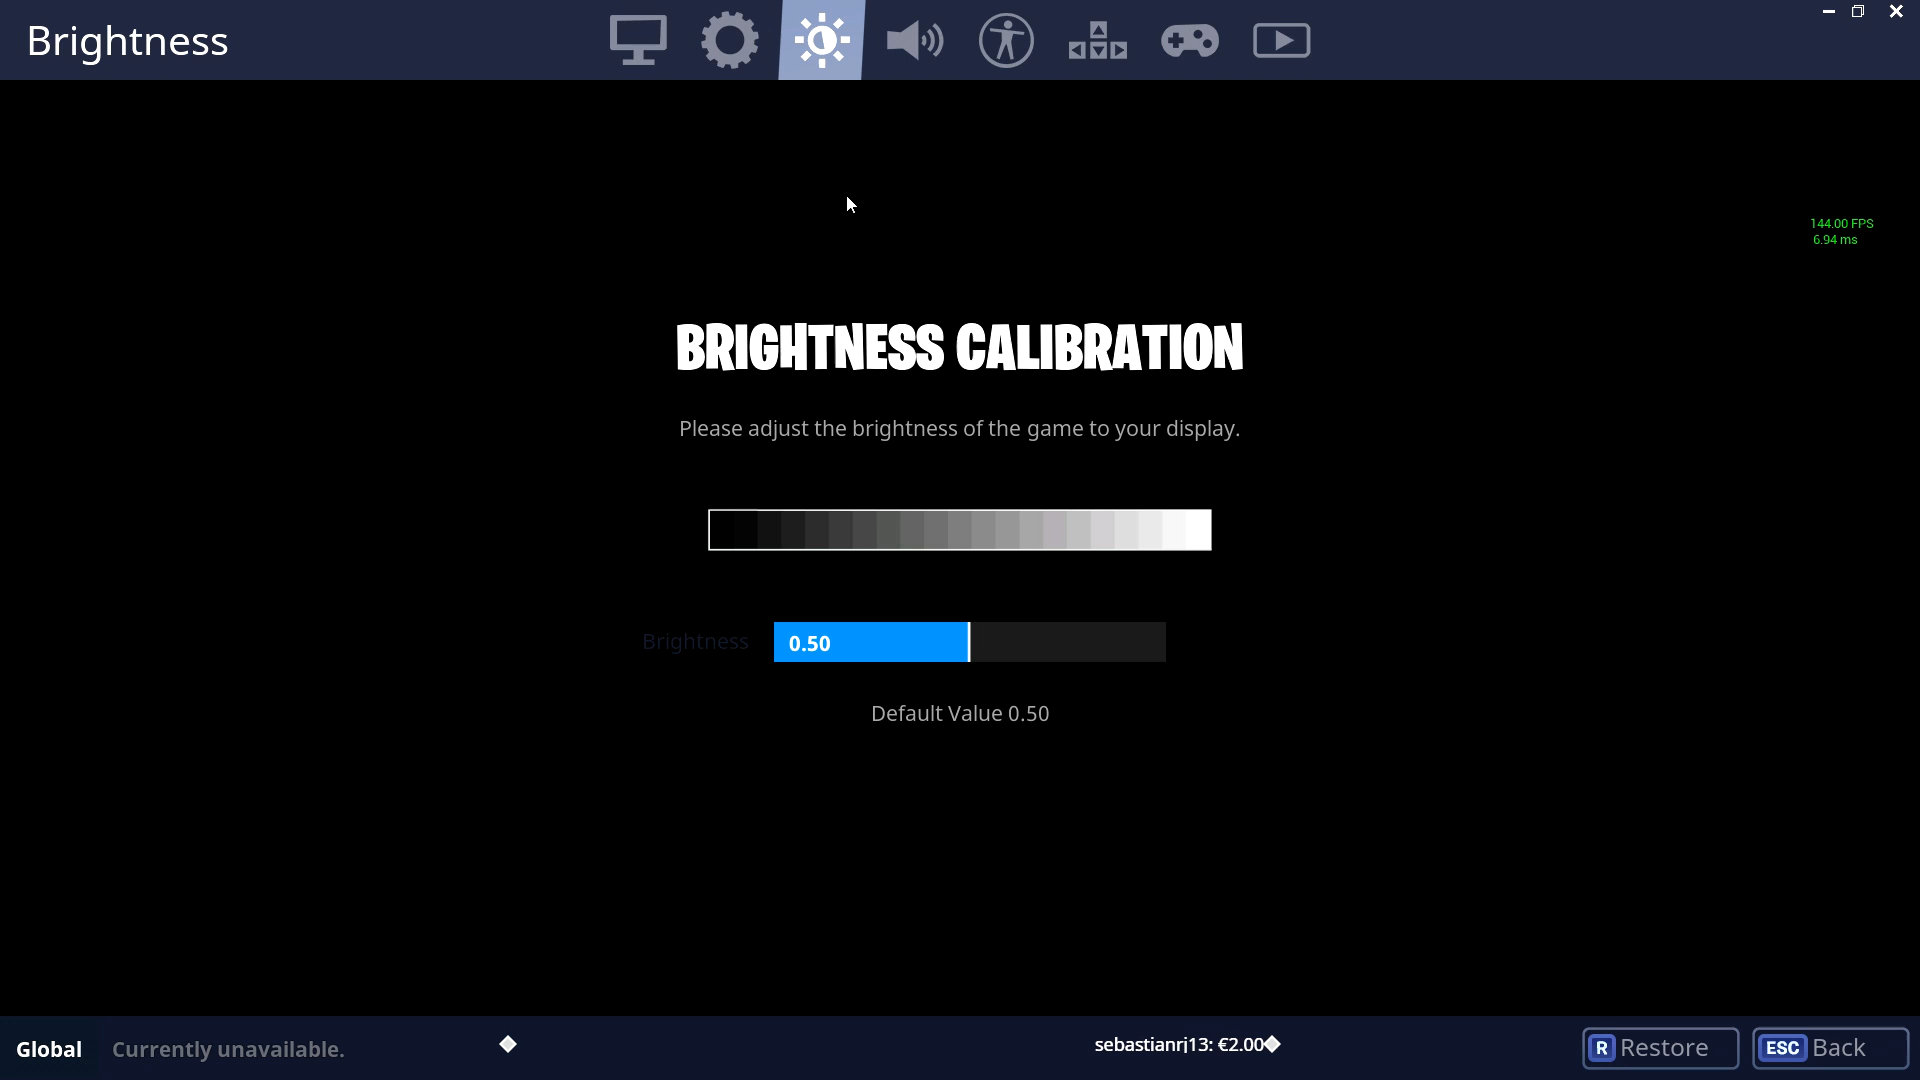 Brightness
144.00 FPS
6.94 ms
BRIGHTNESS CALIBRATION
Please adjust the brightness of the game to your display.
Brightness
0.50
Default Value 0.50
Global Currently unavailable.
sebastianrj13: €2.00
R Restore
ESC Back